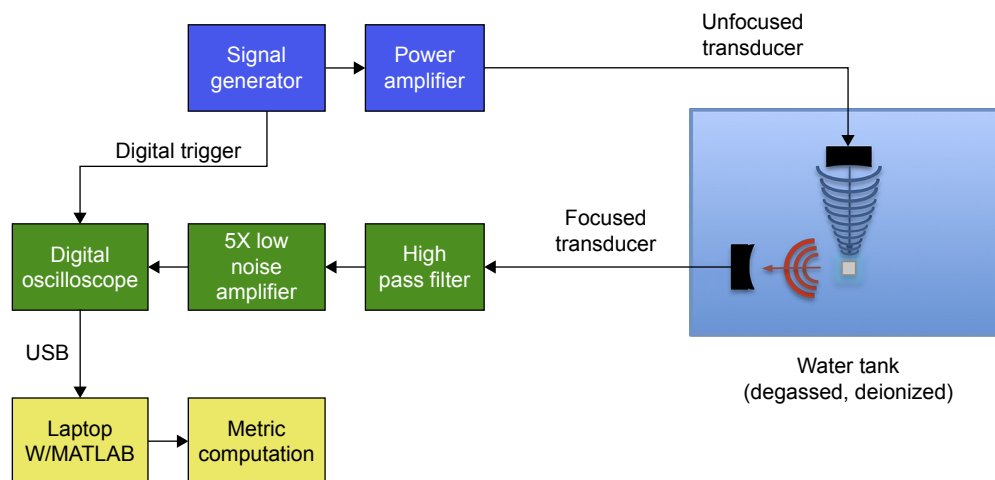 Signal
generator
Power
amplifier
Unfocused
transducer
Digital trigger
Digital
oscilloscope
5X low
noise
amplifier
High
pass filter
Focused
transducer
USB
Water tank
(degassed, deionized)
Laptop
W/MATLAB
Metric
computation